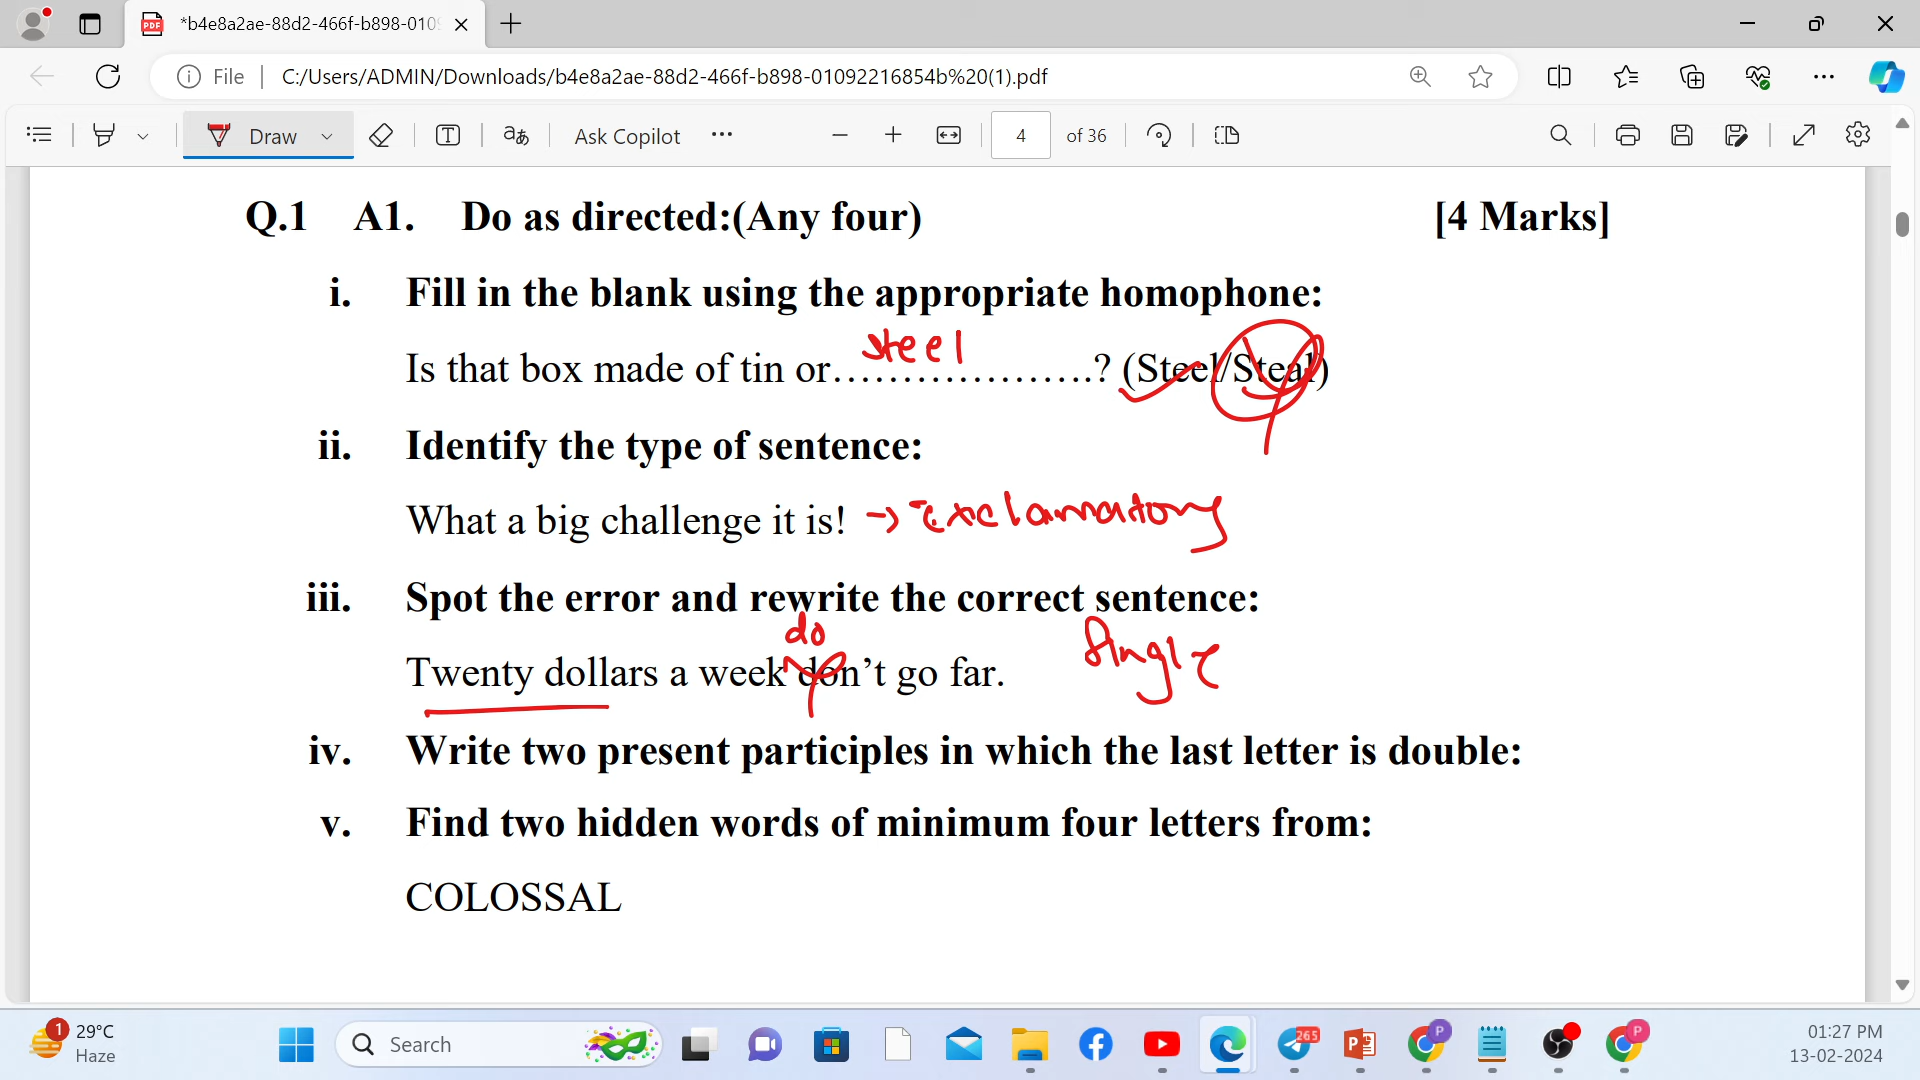 *b4e8a2ae-88d2-466f-b898-0109
File C:/Users/ADMIN/Downloads/b4e8a2ae-88d2-466f-b898-01092216854b%20(1).pdf
Draw Ask Copilot 4 of 36
Q.1 A1. Do as directed:(Any four) [4 Marks]
i. Fill in the blank using the appropriate homophone:
steel
Is that box made of tin or………………….? (Steel/Steal)
ii. Identify the type of sentence:
What a big challenge it is! → Exclamatory
iii. Spot the error and rewrite the correct sentence:
do Single
Twenty dollars a week don’t go far.
iv. Write two present participles in which the last letter is double:
v. Find two hidden words of minimum four letters from:
COLOSSAL
1 29°C
Haze
Search
265
P
P
01:27 PM
13-02-2024